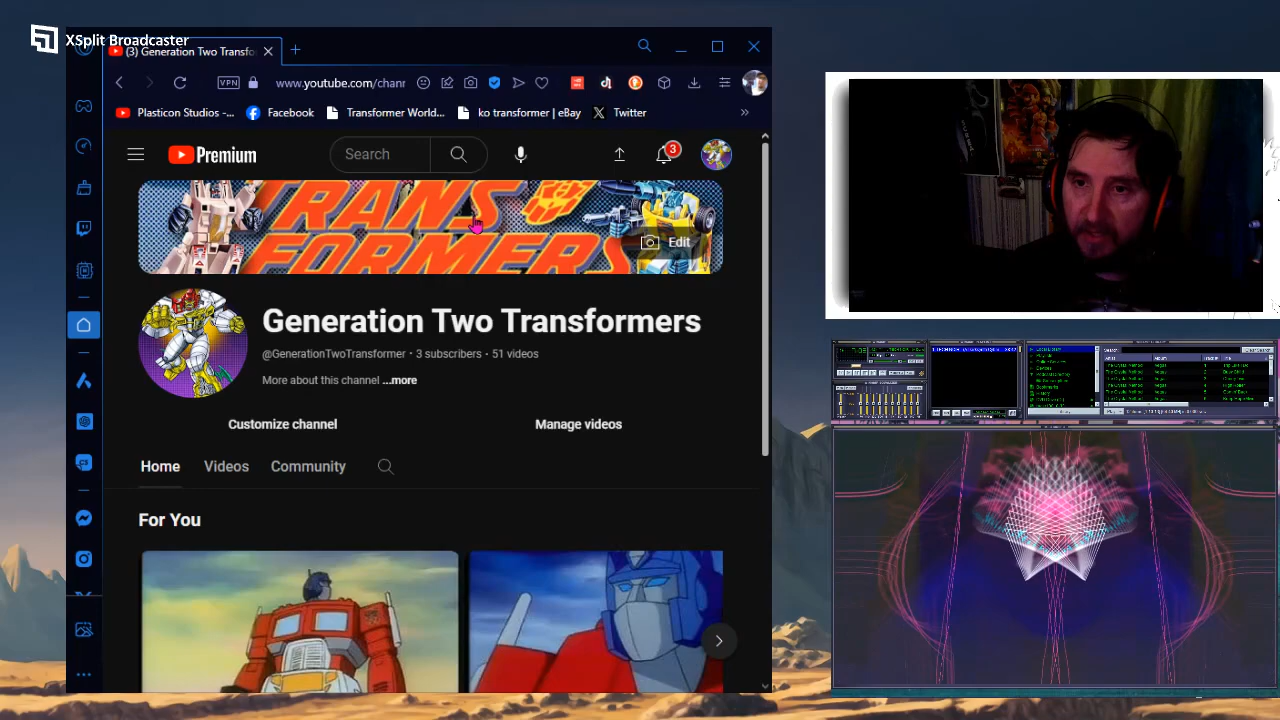 XSplit Broadcaster
(3) Generation Two Transfo
VPN
www.youtube.com/chanr
Plasticon Studios -...
Facebook
Transformer World...
ko transformer | eBay
Twitter
Premium
Search
3
TRANS
FORMERS
Edit
Generation Two Transformers
@GenerationTwoTransformer · 3 subscribers · 51 videos
More about this channel ...more
Customize channel
Manage videos
Home
Videos
Community
For You